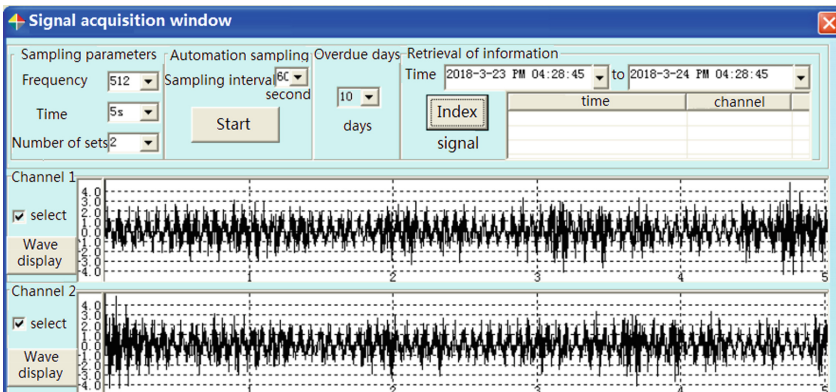 Signal acquisition window
Sampling parameters Automation sampling Overdue days Retrieval of information
Frequency 512 Sampling interval 60 second
Time 2018-3-23 PM 04:28:45 to 2018-3-24 PM 04:28:45
Time 5s
10 days
Start
Index signal
time channel
Number of sets 2
Channel 1
select
Wave display
4.0
3.0
2.0
1.0
0.0
1.0
2.0
3.0
4.0
1 2 3 4 5
Channel 2
select
Wave display
4.0
3.0
2.0
1.0
0.0
-1.0
2.0
3.0
-4.0